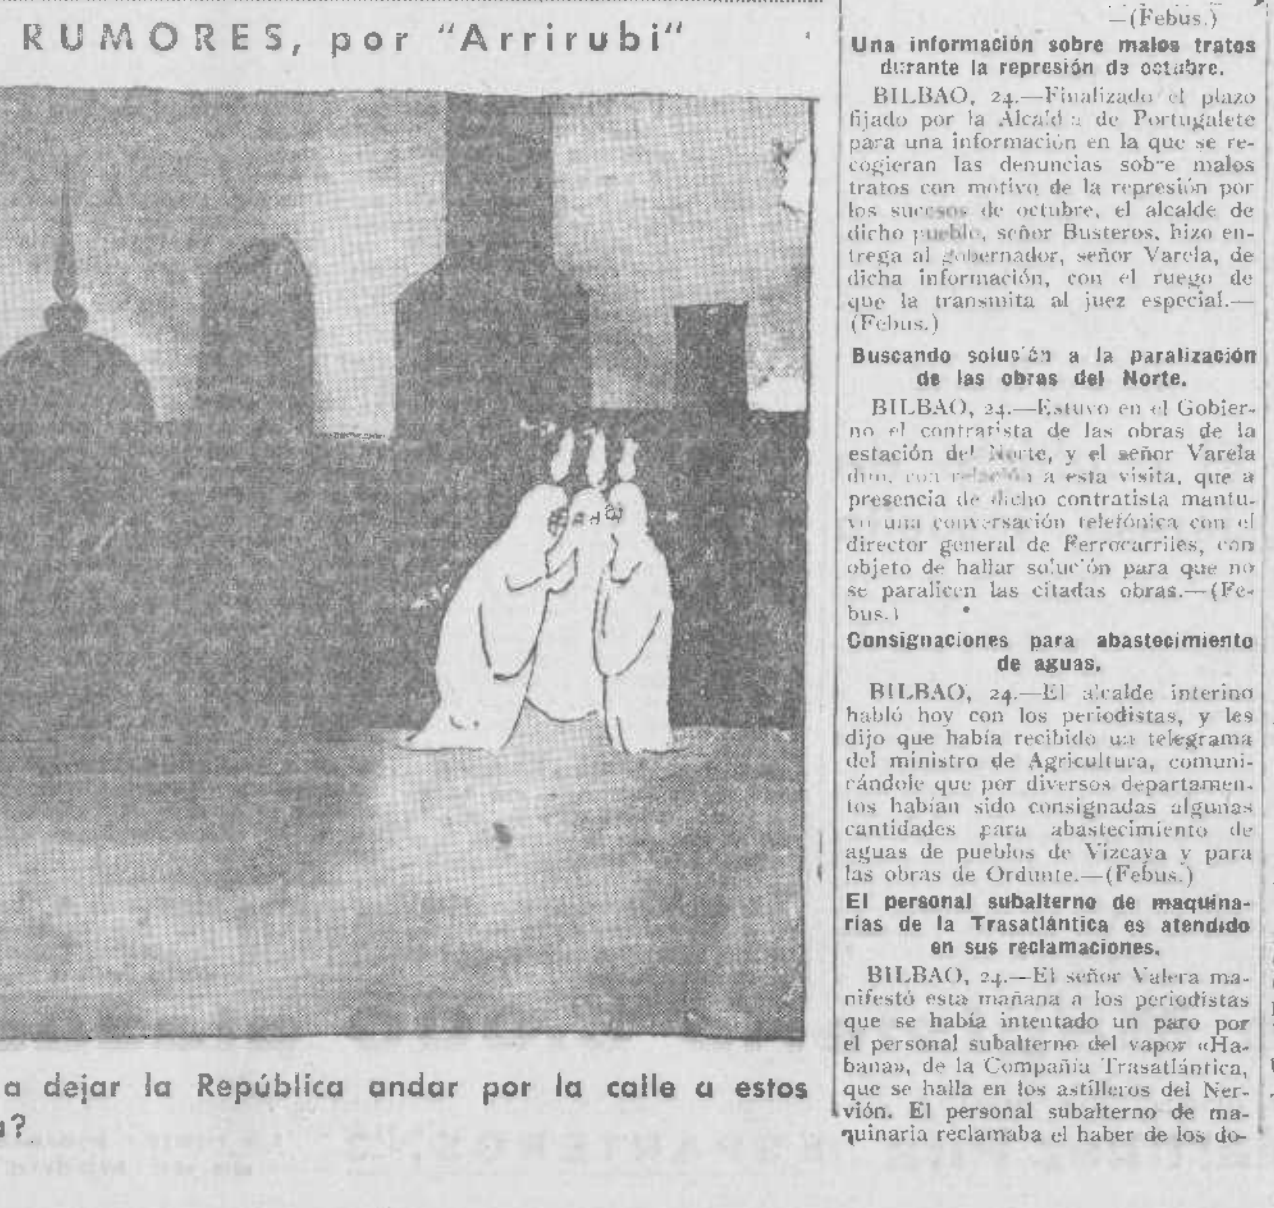 RUMORES, por "Arrirubi"
a dejar la República andar por la calle a estos
?
—(Febus.)
Una información sobre malos tratos
durante la represión de octubre.
BILBAO, 24.—Finalizado el plazo
fijado por la Alcald a de Portugalete
para una información en la que se re-
cogieran las denuncias sobre malos
tratos con motivo de la represión por
los sucesos de octubre, el alcalde de
dicho pueblo, señor Busteros, hizo en-
trega al gobernador, señor Varela, de
dicha información, con el ruego de
que la transmita al juez especial.—
(Febus.)
Buscando solución a la paralización
de las obras del Norte.
BILBAO, 24.—Estuvo en el Gobier-
no el contratista de las obras de la
estación del Norte, y el señor Varela
dijo, con relación a esta visita, que a
presencia de dicho contratista mantu-
vo una conversación telefónica con el
director general de Ferrocarriles, con
objeto de hallar solución para que no
se paralicen las citadas obras.—(Fe-
bus.)
Consignaciones para abastecimiento
de aguas.
BILBAO, 24.—El alcalde interino
habló hoy con los periodistas, y les
dijo que había recibido un telegrama
del ministro de Agricultura, comuni-
cándole que por diversos departamen-
tos habían sido consignadas algunas
cantidades para abastecimiento de
aguas de pueblos de Vizcaya y para
las obras de Ordunte.—(Febus.)
El personal subalterno de maquina-
rias de la Trasatlántica es atendido
en sus reclamaciones.
BILBAO, 24.—El señor Valera ma-
nifestó esta mañana a los periodistas
que se había intentado un paro por
el personal subalterno del vapor «Ha-
bana», de la Compañía Trasatlántica,
que se halla en los astilleros del Ner-
vión. El personal subalterno de ma-
quinaria reclamaba el haber de los do-